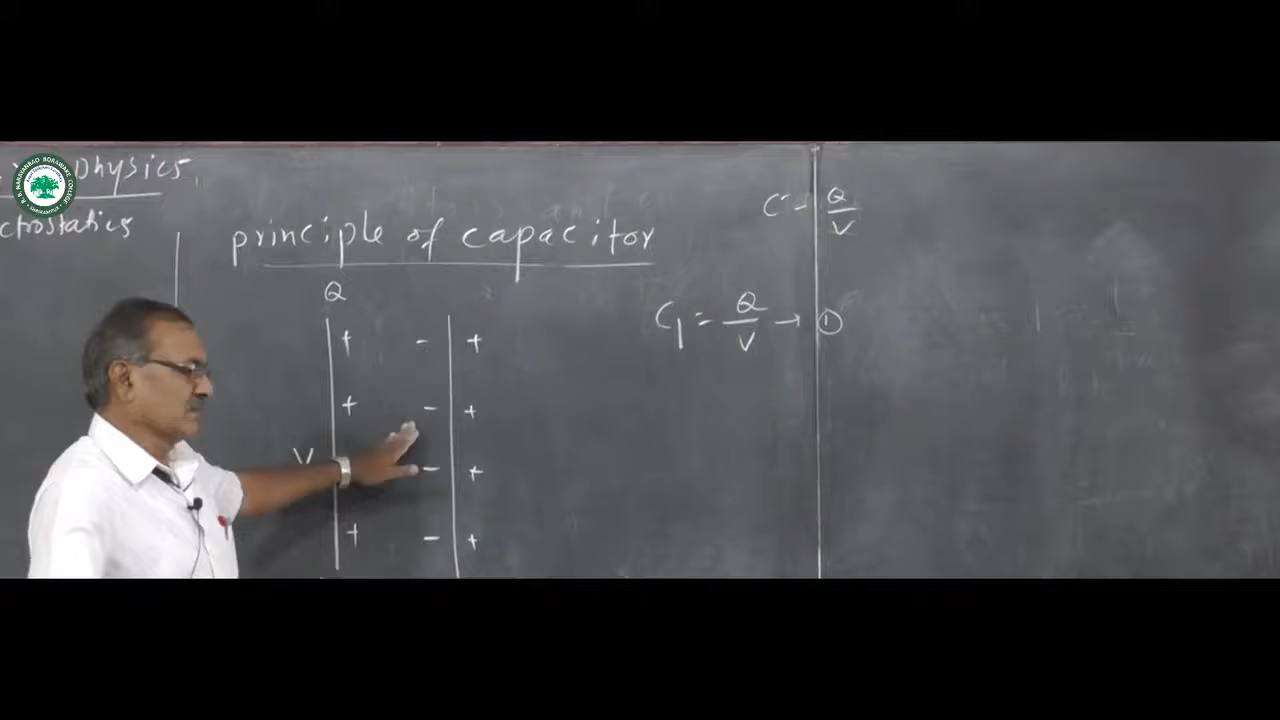 Physics
ctrostatics
principle of capacitor
C = Q/V
Q
C1 = Q/V → ①
+ - +
+ - +
V - +
+ - +